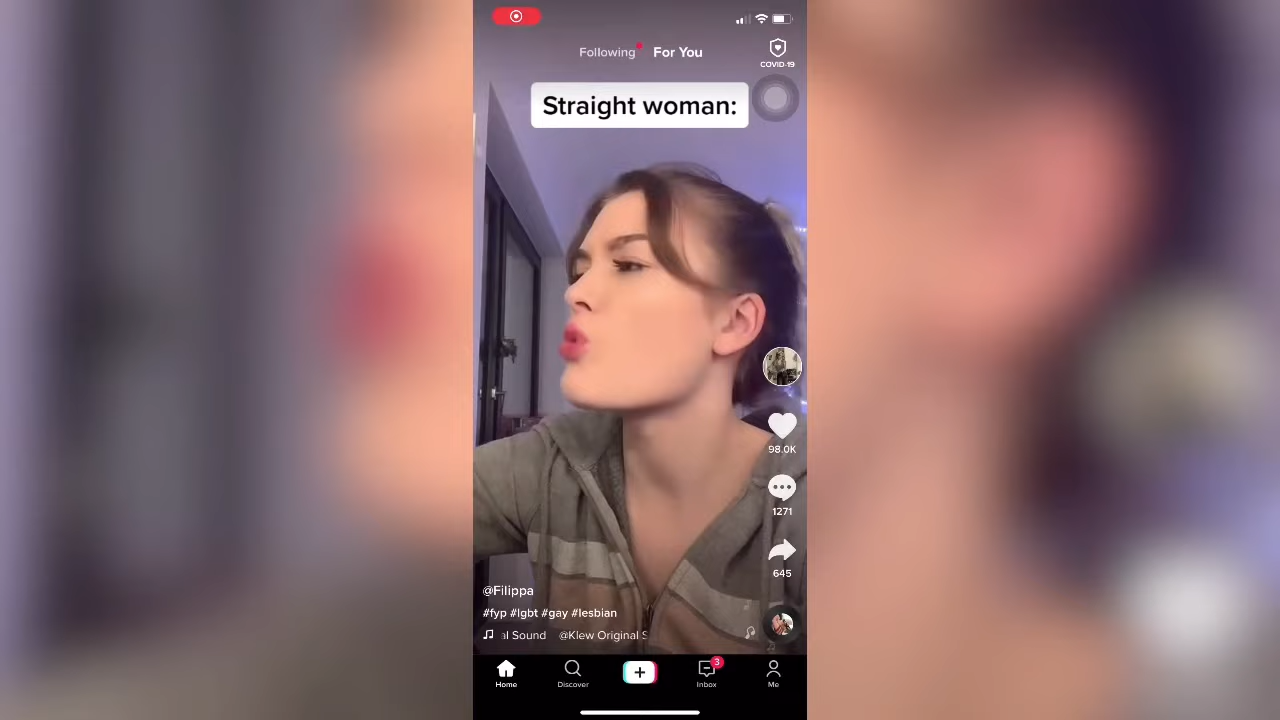 Following For You
COVID-19
Straight woman:
98.0K
1271
645
@Filippa
#fyp #lgbt #gay #lesbian
al Sound @Klew Original S
3
Home Discover Inbox Me